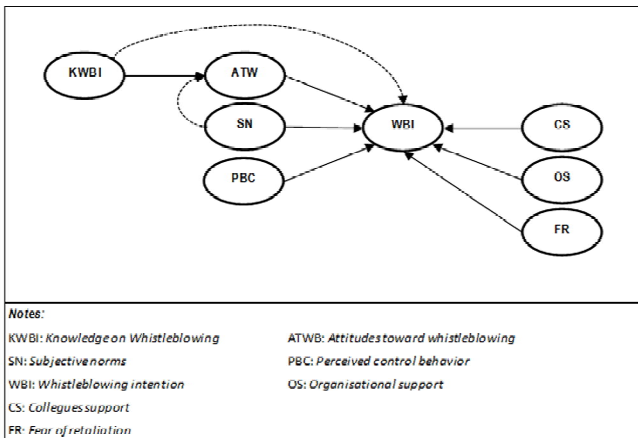 KWBI
ATW
SN
PBC
WBI
CS
OS
FR
Notes:
KWBI: Knowledge on Whistleblowing
ATWB: Attitudes toward whistleblowing
SN: Subjective norms
PBC: Perceived control behavior
WBI: Whistleblowing intention
OS: Organisational support
CS: Collegues support
FR: Fear of retaliation